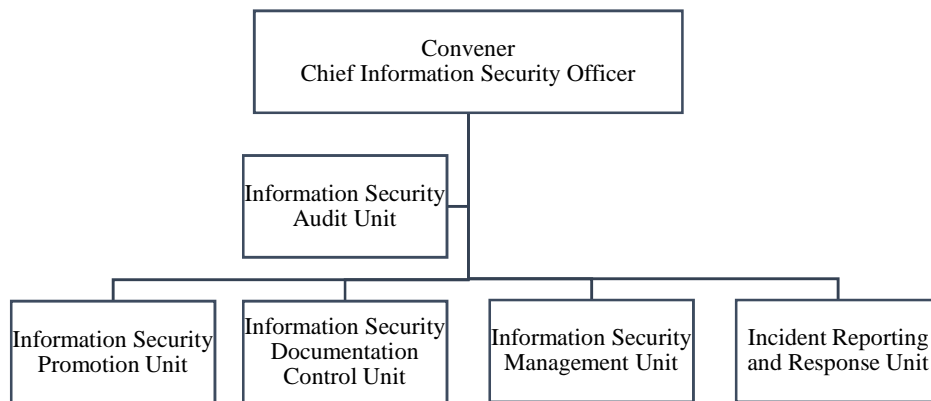 Convener
Chief Information Security Officer
Information Security
Audit Unit
Information Security
Promotion Unit
Information Security
Documentation
Control Unit
Information Security
Management Unit
Incident Reporting
and Response Unit